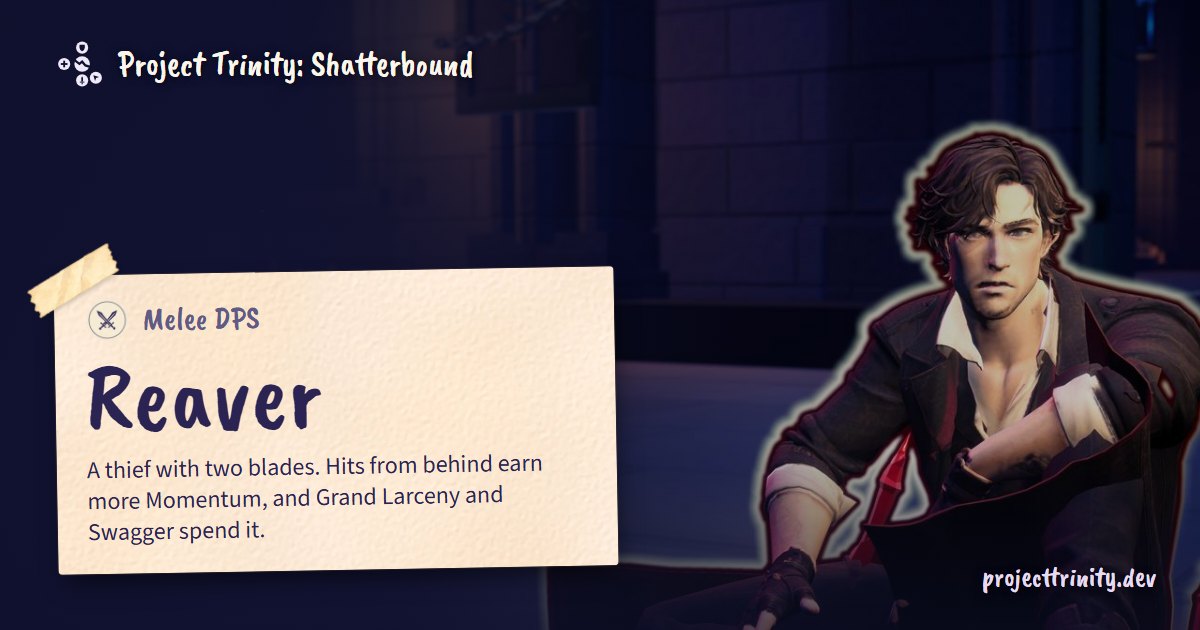 Project Trinity: Shatterbound
Melee DPS
Reaver
A thief with two blades. Hits from behind earn
more Momentum, and Grand Larceny and
Swagger spend it.
projecttrinity.dev